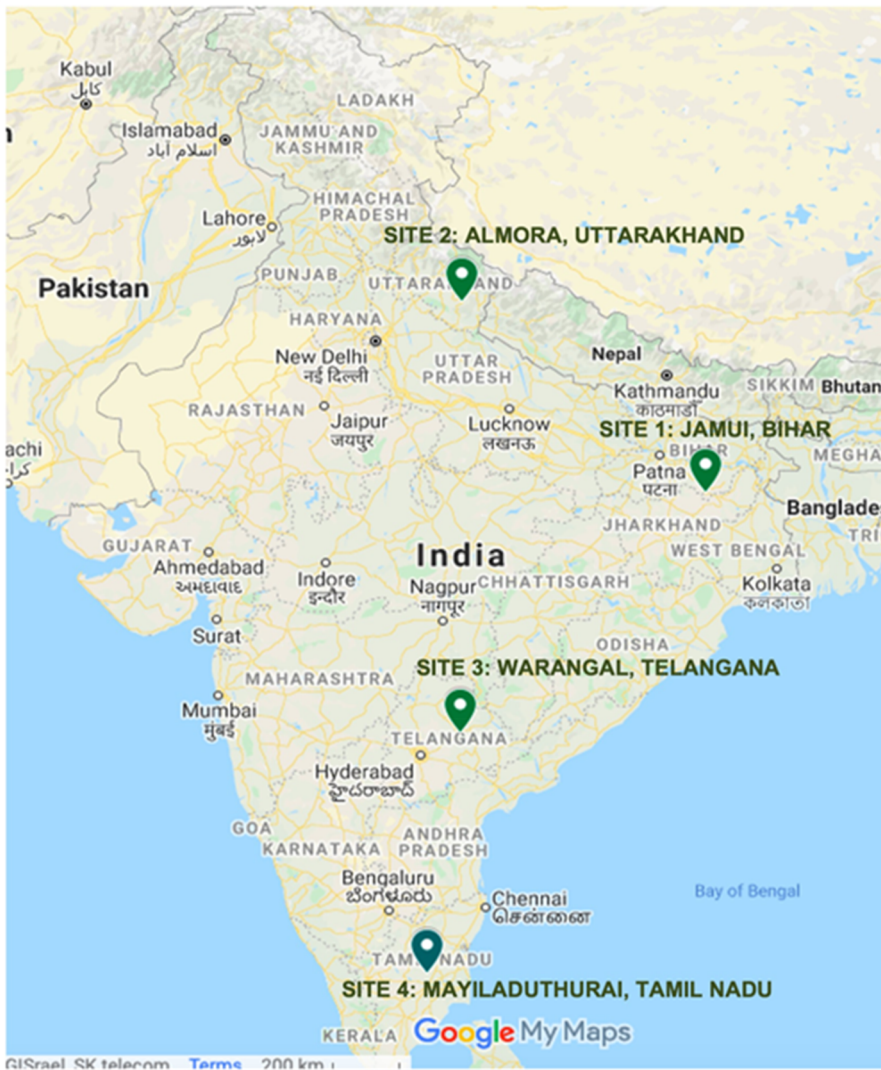 Kabul
کابل
LADAKH
Islamabad
اسلام آباد
JAMMU AND
KASHMIR
HIMACHAL
PRADESH
Lahore
لاہور
SITE 2: ALMORA, UTTARAKHAND
PUNJAB
Pakistan
HARYANA
New Delhi
नई दिल्ली
UTTAR
PRADESH
Nepal
Kathmandu
काठमाडौँ
SIKKIM
Bhutan
RAJASTHAN
Jaipur
जयपुर
Lucknow
लखनऊ
SITE 1: JAMUI, BIHAR
achi
Patna
पटना
MEGHA
JHARKHAND
Banglade
GUJARAT
Ahmedabad
અમદાવાદ
India
WEST BENGAL
TRI
Indore
इन्दौर
Nagpur
नागपूर
CHHATTISGARH
Kolkata
কলকাতা
Surat
ODISHA
SITE 3: WARANGAL, TELANGANA
MAHARASHTRA
Mumbai
मुंबई
TELANGANA
Hyderabad
హైదరాబాద్
GOA
KARNATAKA
ANDHRA
PRADESH
Bengaluru
ಬೆಂಗಳೂರು
Chennai
சென்னை
Bay of Bengal
SITE 4: MAYILADUTHURAI, TAMIL NADU
KERALA
Google My Maps
GISrael, SK telecom Terms 200 km